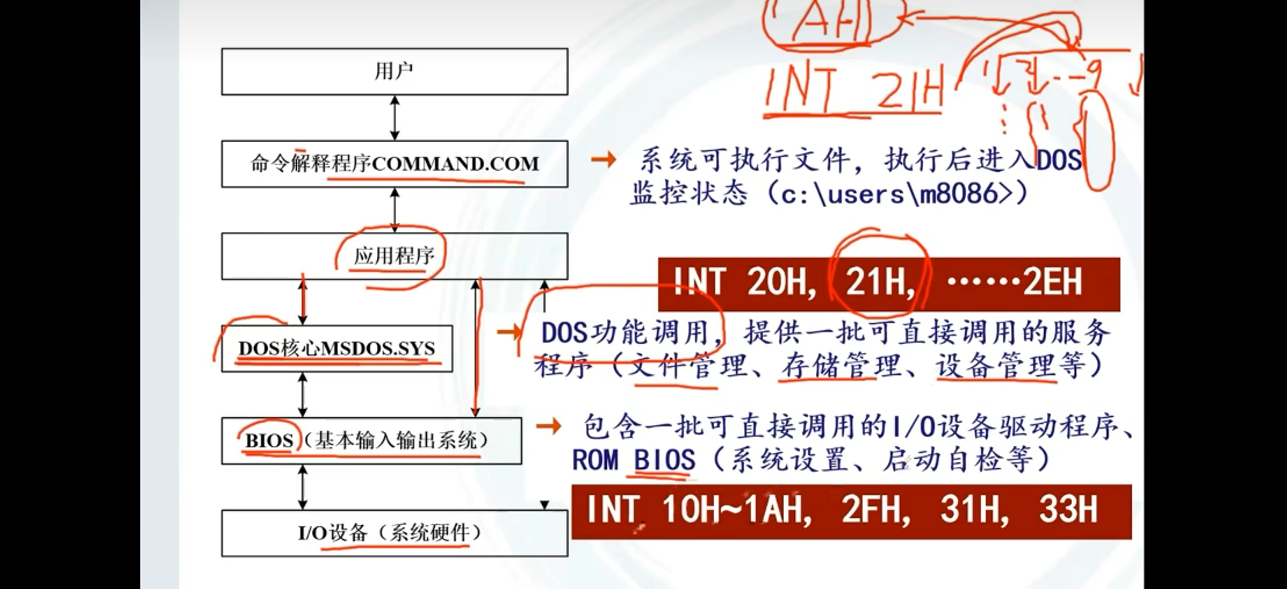 AH
INT 21H
1 2 ... 9
用户
命令解释程序COMMAND.COM
系统可执行文件，执行后进入DOS
监控状态（c:\users\m8086>）
应用程序
INT 20H, 21H, ……2EH
DOS核心MSDOS.SYS
DOS功能调用，提供一批可直接调用的服务
程序（文件管理、存储管理、设备管理等）
BIOS（基本输入输出系统）
包含一批可直接调用的I/O设备驱动程序、
ROM BIOS（系统设置、启动自检等）
INT 10H~1AH, 2FH, 31H, 33H
I/O设备（系统硬件）